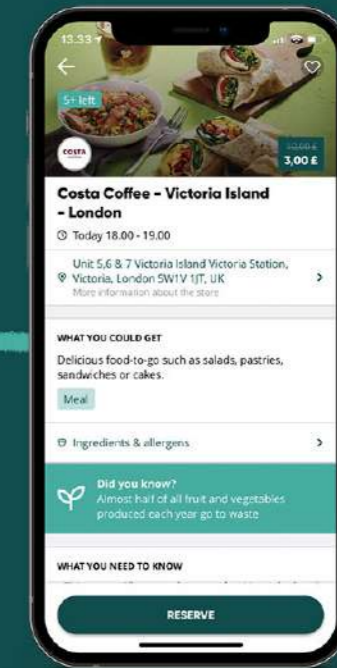 13.33
5+ left
COSTA
10,00 £
3,00 £
Costa Coffee – Victoria Island
– London
Today 18.00 - 19.00
Unit 5,6 & 7 Victoria Island Victoria Station,
Victoria, London SW1V 1JT, UK
More information about the store
WHAT YOU COULD GET
Delicious food-to-go such as salads, pastries,
sandwiches or cakes.
Meal
Ingredients & allergens
Did you know?
Almost half of all fruit and vegetables
produced each year go to waste
WHAT YOU NEED TO KNOW
RESERVE